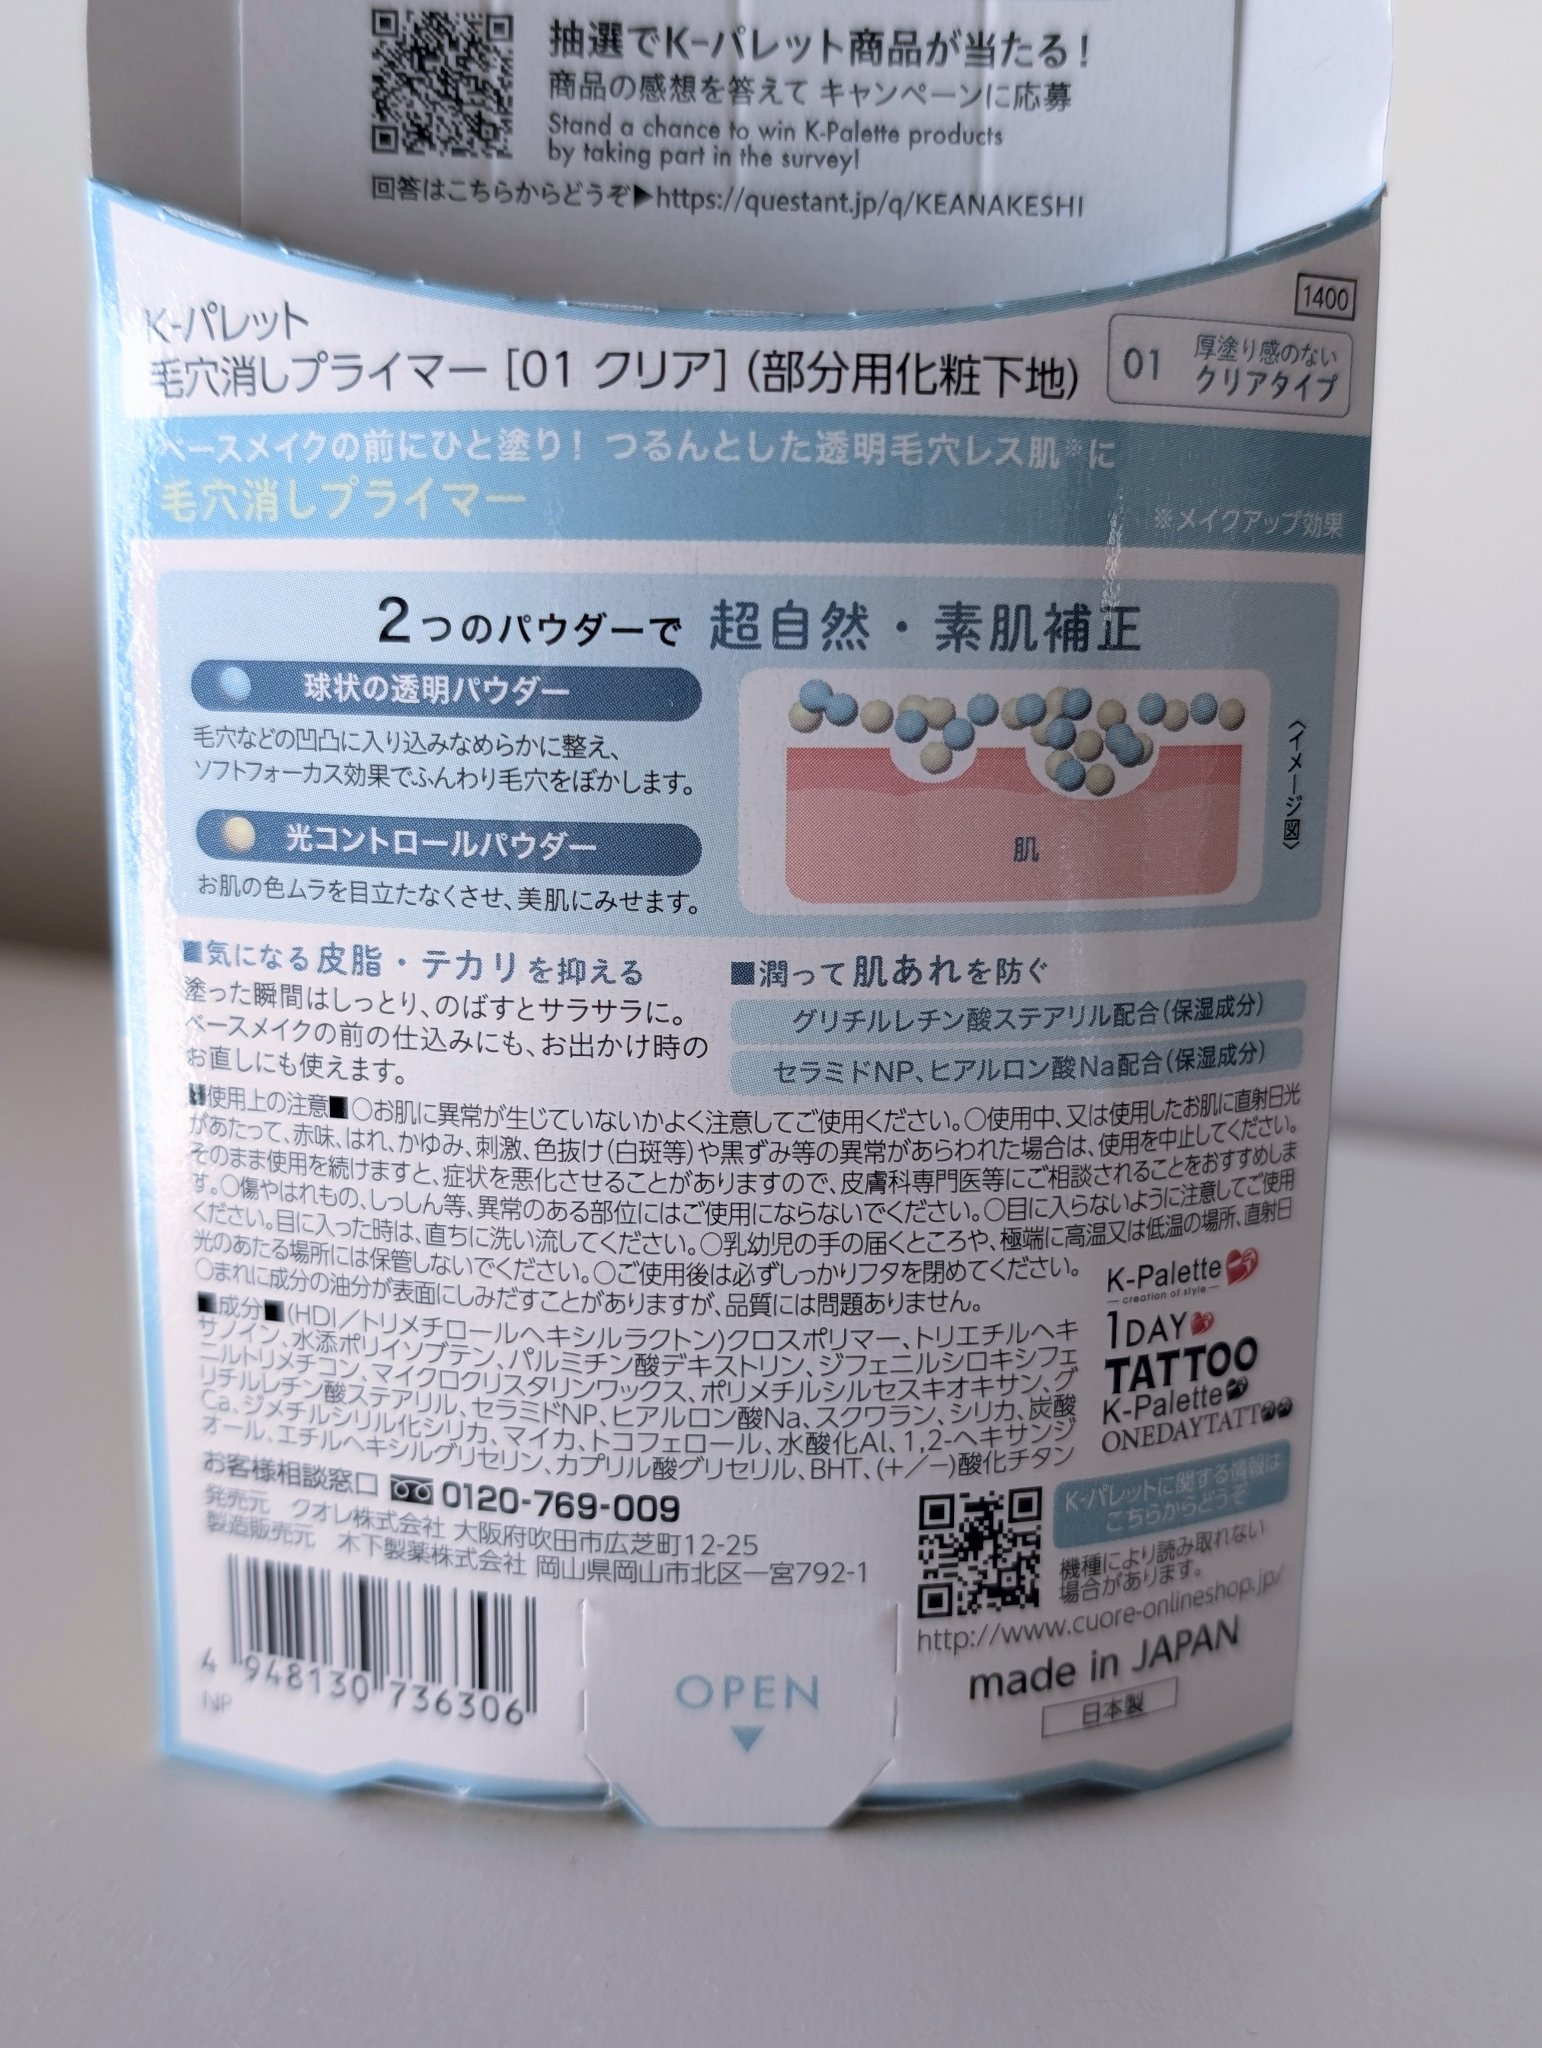 抽選でK-パレット商品が当たる!
商品の感想を答えて キャンペーンに応募
Stand a chance to win K-Palette products
by taking part in the survey!
回答はこちらからどうぞ▶https://questant.jp/q/KEANAKESHI
1400
K-パレット
毛穴消しプライマー [01 クリア] (部分用化粧下地)
01
厚塗り感のない
クリアタイプ
ベースメイクの前にひと塗り! つるんとした透明毛穴レス肌※に
毛穴消しプライマー
※メイクアップ効果
2つのパウダーで 超自然・素肌補正
球状の透明パウダー
毛穴などの凹凸に入り込みなめらかに整え、
ソフトフォーカス効果でふんわり毛穴をぼかします。
光コントロールパウダー
お肌の色ムラを目立たなくさせ、美肌にみせます。
肌
〈イメージ図〉
■気になる皮脂・テカリを抑える
塗った瞬間はしっとり、のばすとサラサラに。
ベースメイクの前の仕込みにも、お出かけ時の
お直しにも使えます。
■潤って肌あれを防ぐ
グリチルレチン酸ステアリル配合(保湿成分)
セラミドNP、ヒアルロン酸Na配合(保湿成分)
■使用上の注意■○お肌に異常が生じていないかよく注意してご使用ください。○使用中、又は使用したお肌に直射日光
があたって、赤味、はれ、かゆみ、刺激、色抜け(白斑等)や黒ずみ等の異常があらわれた場合は、使用を中止してください。
そのまま使用を続けますと、症状を悪化させることがありますので、皮膚科専門医等にご相談されることをおすすめしま
す。○傷やはれもの、しっしん等、異常のある部位にはご使用にならないでください。○目に入らないように注意してご使用
ください。目に入った時は、直ちに洗い流してください。○乳幼児の手の届くところや、極端に高温又は低温の場所、直射日
光のあたる場所には保管しないでください。○ご使用後は必ずしっかりフタを閉めてください。
○まれに成分の油分が表面にしみだすことがありますが、品質には問題ありません。
■成分■(HDI/トリメチロールヘキシルラクトン)クロスポリマー、トリエチルヘキ
サノイン、水添ポリイソブテン、パルミチン酸デキストリン、ジフェニルシロキシフェ
ニルトリメチコン、マイクロクリスタリンワックス、ポリメチルシルセスキオキサン、グ
リチルレチン酸ステアリル、セラミドNP、ヒアルロン酸Na、スクワラン、シリカ、炭酸
Ca、ジメチルシリル化シリカ、マイカ、トコフェロール、水酸化Al、1,2-ヘキサンジ
オール、エチルヘキシルグリセリン、カプリル酸グリセリル、BHT、(+/-)酸化チタン
K-Palette
creation of style
1DAY
TATTOO
K-Palette
ONEDAYTATTOO
お客様相談窓口 0120-769-009
発売元 クオレ株式会社 大阪府吹田市広芝町12-25
製造販売元 木下製薬株式会社 岡山県岡山市北区一宮792-1
K-パレットに関する情報は
こちらからどうぞ
機種により読み取れない
場合があります。
http://www.cuore-onlineshop.jp/
made in JAPAN
日本製
4 948130 736306
NP
OPEN
▼